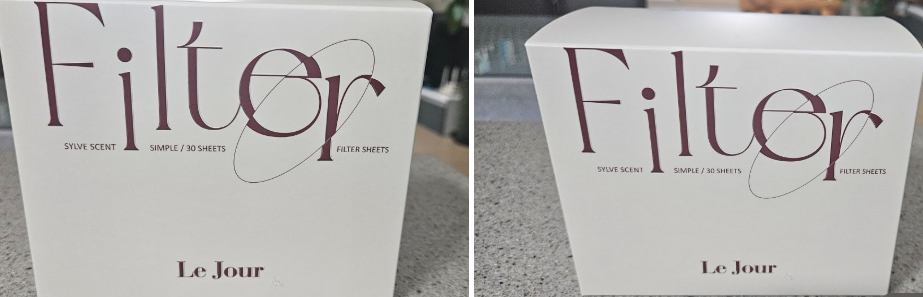 Filter
SYLVE SCENT SIMPLE / 30 SHEETS FILTER SHEETS
Le Jour
Filter
SYLVE SCENT SIMPLE / 30 SHEETS FILTER SHEETS
Le Jour